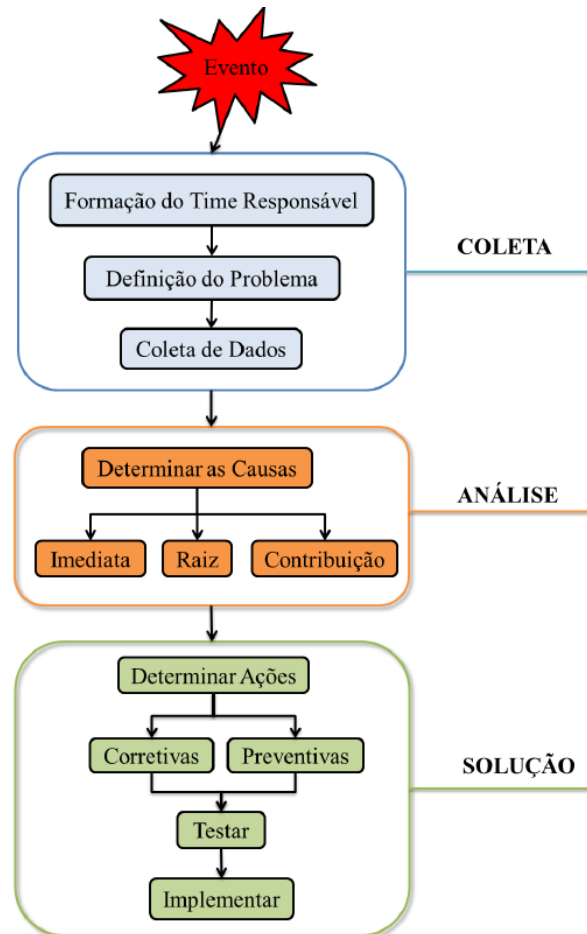 Evento
Formação do Time Responsável
Definição do Problema
COLETA
Coleta de Dados
Determinar as Causas
ANÁLISE
Imediata
Raiz
Contribuição
Determinar Ações
Corretivas
Preventivas
SOLUÇÃO
Testar
Implementar